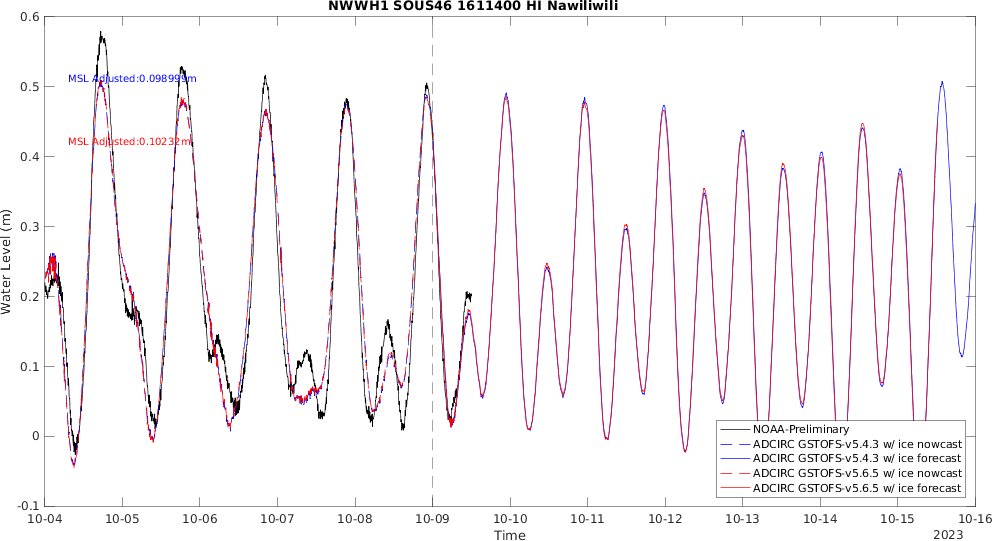 NWWH1 SOUS46 1611400 HI Nawiliwili
0.6
0.5
0.4
0.3
0.2
0.1
0
-0.1
Water Level (m)
MSL Adjusted:0.098999m
MSL Adjusted:0.10232m
NOAA-Preliminary
ADCIRC GSTOFS-v5.4.3 w/ ice nowcast
ADCIRC GSTOFS-v5.4.3 w/ ice forecast
ADCIRC GSTOFS-v5.6.5 w/ ice nowcast
ADCIRC GSTOFS-v5.6.5 w/ ice forecast
10-04 10-05 10-06 10-07 10-08 10-09 10-10 10-11 10-12 10-13 10-14 10-15 10-16
Time
2023